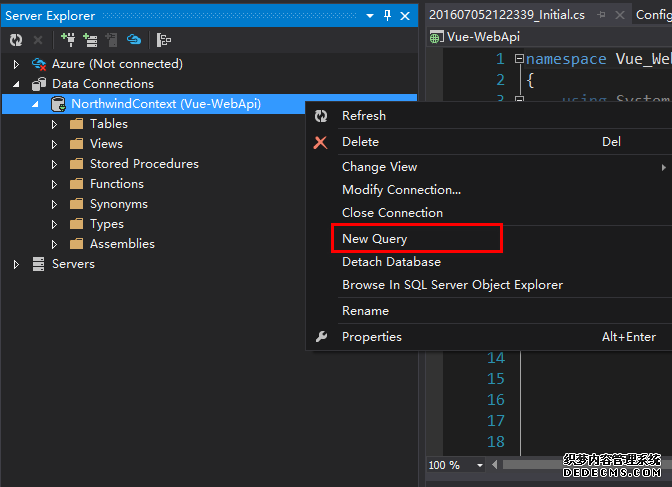 Server Explorer
Azure (Not connected)
Data Connections
NorthwindContext (Vue-WebApi)
Tables
Views
Stored Procedures
Functions
Synonyms
Types
Assemblies
Servers
Refresh
Delete Del
Change View
Modify Connection...
Close Connection
New Query
Detach Database
Browse In SQL Server Object Explorer
Rename
Properties Alt+Enter
201607052122339_Initial.cs Config
Vue-WebApi
1 namespace Vue_Web
2 {
3 using System
14
15
16
17
18
100 %
织梦内容管理系统
DEDECMS.COM